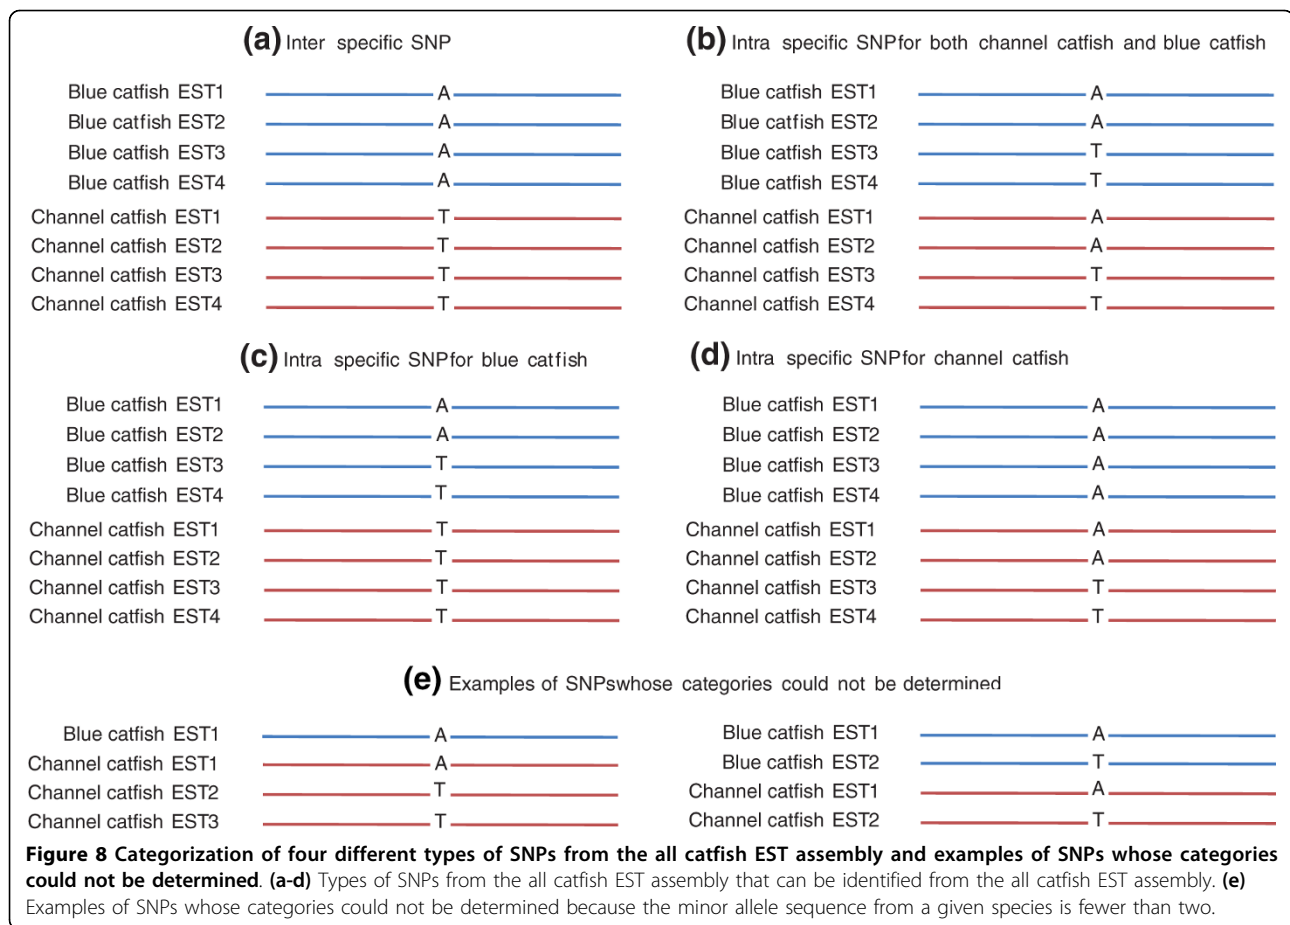 (a) Inter specific SNP
Blue catfish EST1 A
Blue catfish EST2 A
Blue catfish EST3 A
Blue catfish EST4 A
Channel catfish EST1 T
Channel catfish EST2 T
Channel catfish EST3 T
Channel catfish EST4 T
(b) Intra specific SNPfor both channel catfish and blue catfish
Blue catfish EST1 A
Blue catfish EST2 A
Blue catfish EST3 T
Blue catfish EST4 T
Channel catfish EST1 A
Channel catfish EST2 A
Channel catfish EST3 T
Channel catfish EST4 T
(c) Intra specific SNPfor blue catfish
Blue catfish EST1 A
Blue catfish EST2 A
Blue catfish EST3 T
Blue catfish EST4 T
Channel catfish EST1 T
Channel catfish EST2 T
Channel catfish EST3 T
Channel catfish EST4 T
(d) Intra specific SNPfor channel catfish
Blue catfish EST1 A
Blue catfish EST2 A
Blue catfish EST3 A
Blue catfish EST4 A
Channel catfish EST1 A
Channel catfish EST2 A
Channel catfish EST3 T
Channel catfish EST4 T
(e) Examples of SNPswhose categories could not be determined
Blue catfish EST1 A
Channel catfish EST1 A
Channel catfish EST2 T
Channel catfish EST3 T
Blue catfish EST1 A
Blue catfish EST2 T
Channel catfish EST1 A
Channel catfish EST2 T
Figure 8 Categorization of four different types of SNPs from the all catfish EST assembly and examples of SNPs whose categories
could not be determined. (a-d) Types of SNPs from the all catfish EST assembly that can be identified from the all catfish EST assembly. (e)
Examples of SNPs whose categories could not be determined because the minor allele sequence from a given species is fewer than two.